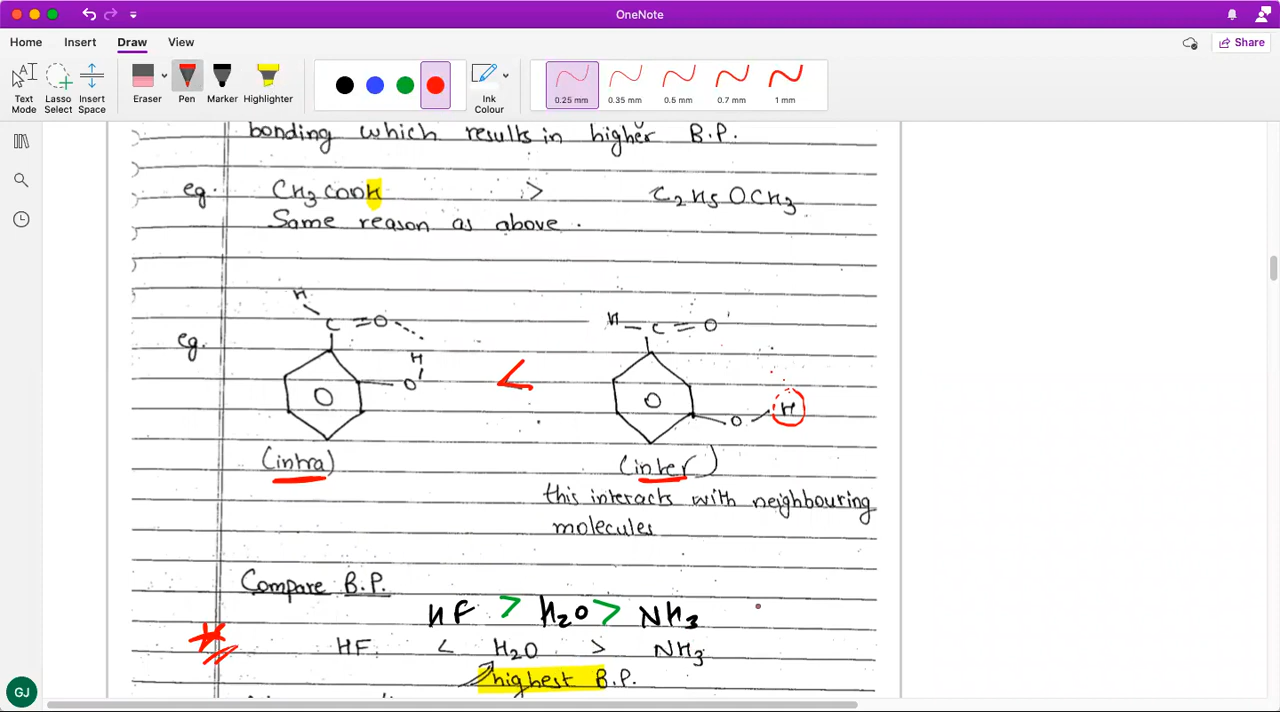 OneNote
Home Insert Draw View
Share
Text Mode
Lasso Select
Insert Space
Eraser
Pen
Marker
Highlighter
Ink Colour
0.25 mm
0.35 mm
0.5 mm
0.7 mm
1 mm
bonding which results in higher B.P.
eg. CH3COOH > C2H5OCH3
Same reason as above.
eg.
H
C=O
H
O
O
<
H-C=O
O
O
H
(intra) (inter)
this interacts with neighbouring
molecules
Compare B.P.
HF > H2O > NH3
HF < H2O > NH3
highest B.P.
GJ